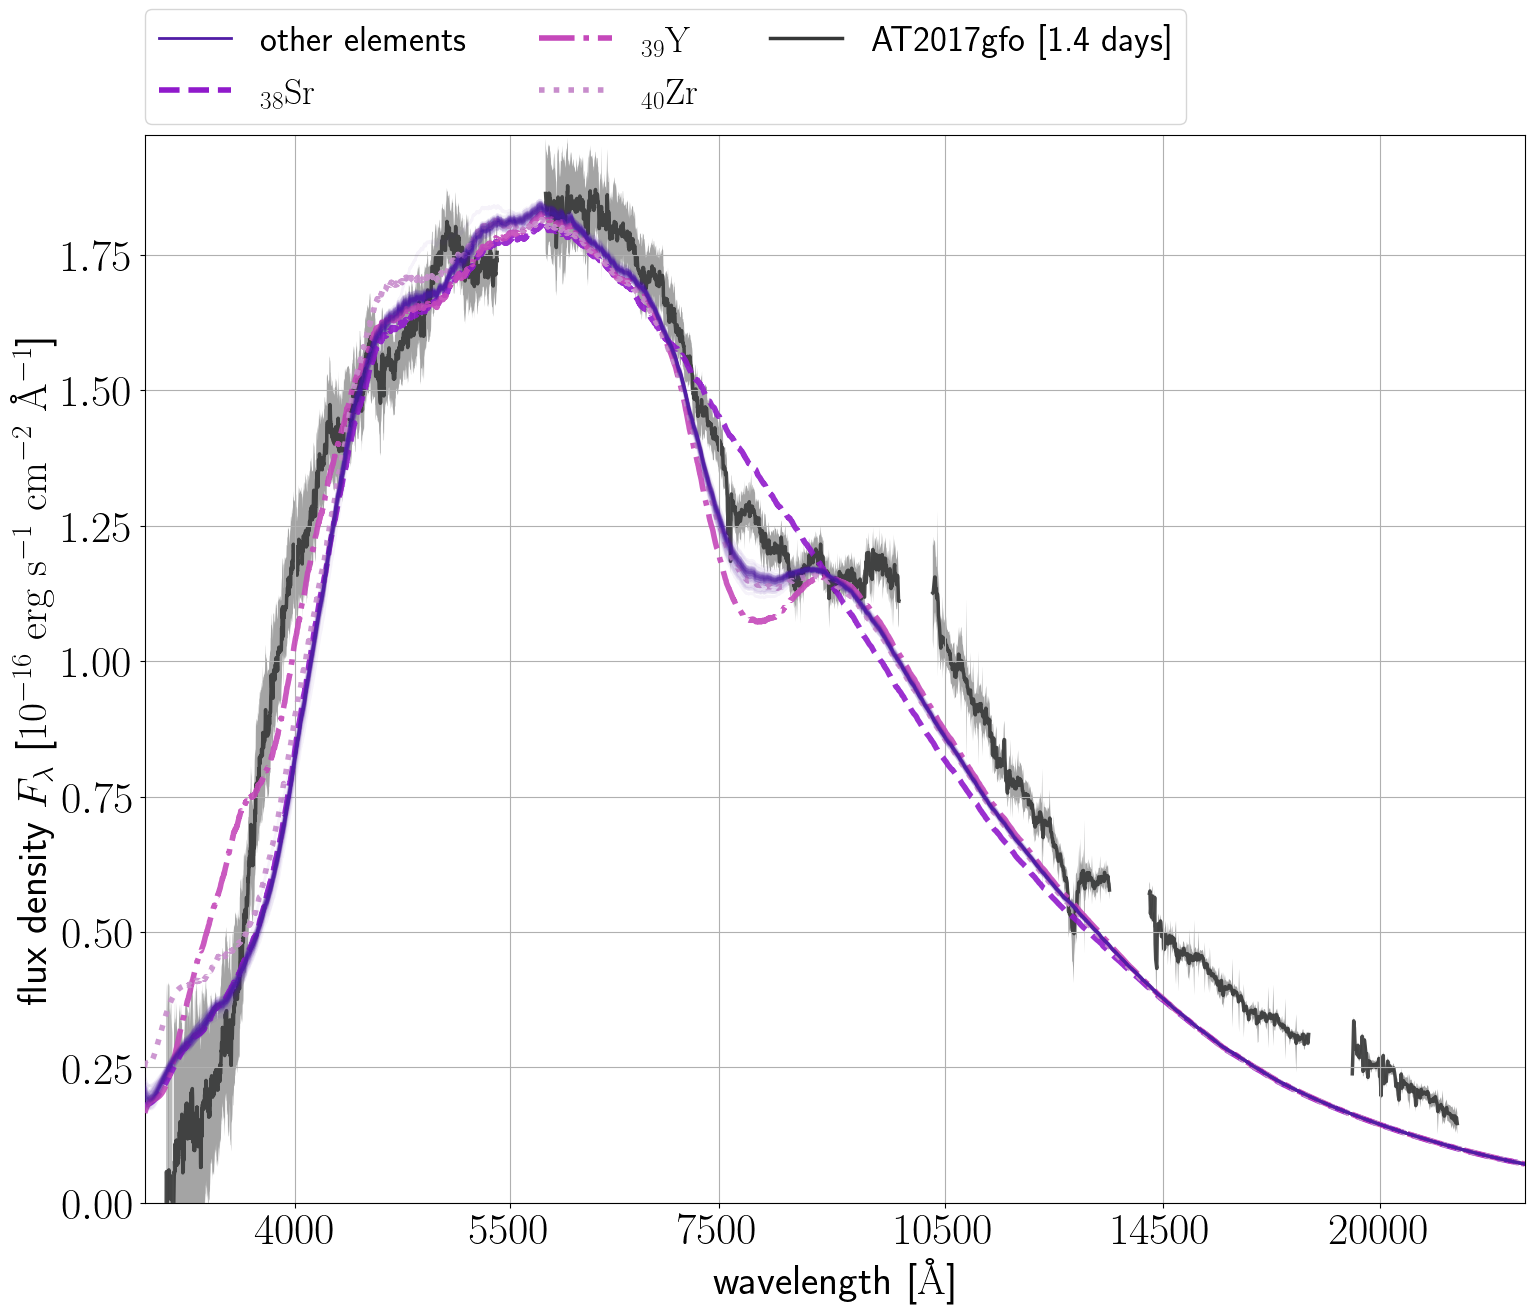 other elements
₃₈Sr
₃₉Y
₄₀Zr
AT2017gfo [1.4 days]
flux density F_λ [10⁻¹⁶ erg s⁻¹ cm⁻² Å⁻¹]
1.75
1.50
1.25
1.00
0.75
0.50
0.25
0.00
4000 5500 7500 10500 14500 20000
wavelength [Å]